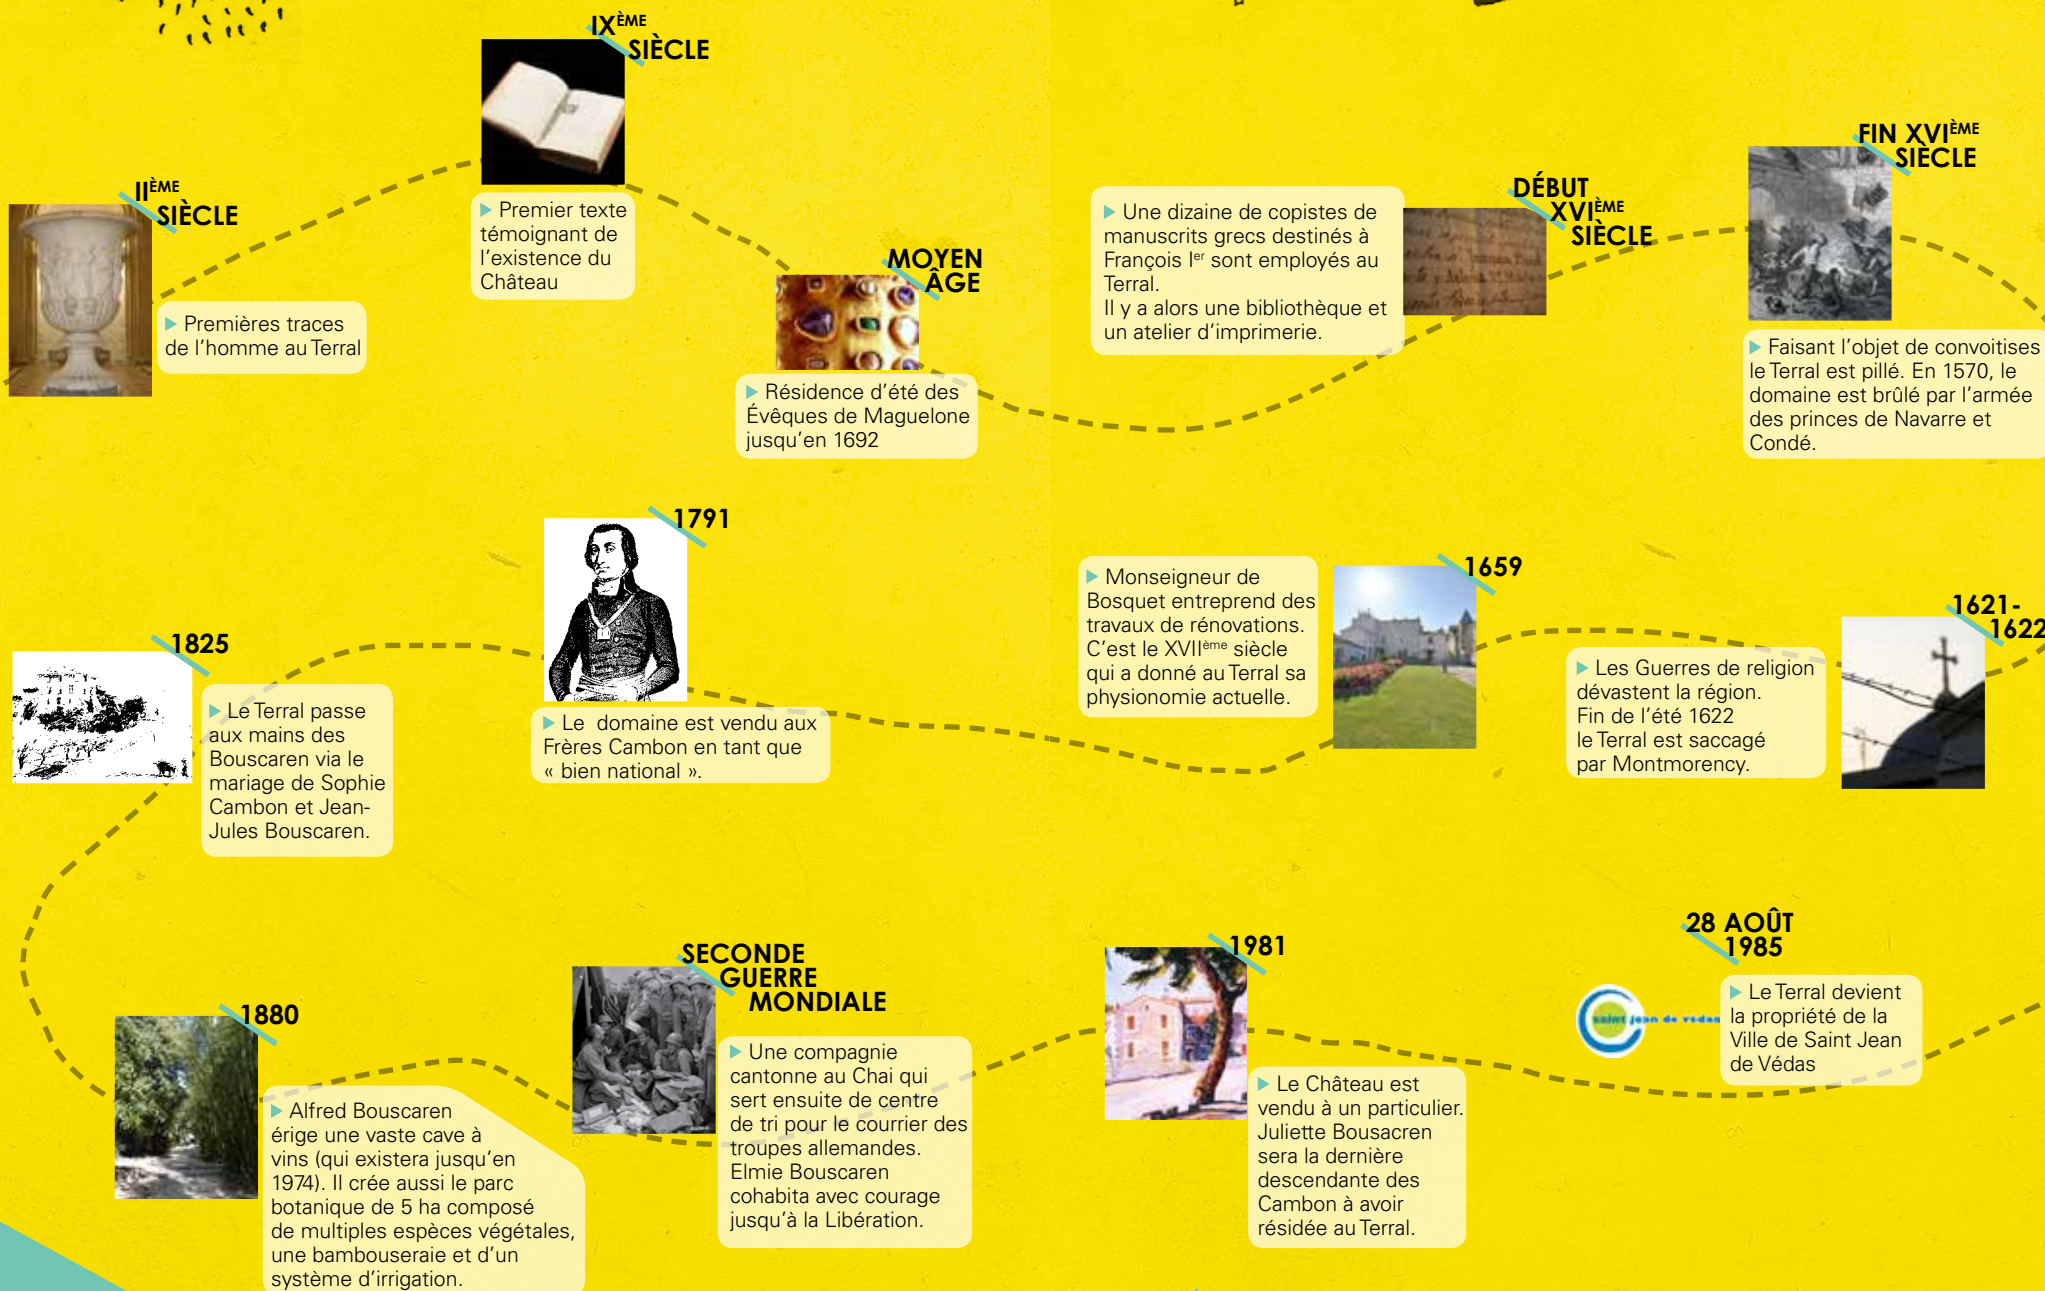 IIÈME
SIÈCLE
▶ Premières traces
de l’homme au Terral
IXÈME
SIÈCLE
▶ Premier texte
témoignant de
l’existence du
Château
MOYEN
ÂGE
▶ Résidence d’été des
Évêques de Maguelone
jusqu’en 1692
DÉBUT
XVIÈME
SIÈCLE
▶ Une dizaine de copistes de
manuscrits grecs destinés à
François Ier sont employés au
Terral.
Il y a alors une bibliothèque et
un atelier d’imprimerie.
FIN XVIÈME
SIÈCLE
▶ Faisant l’objet de convoitises
le Terral est pillé. En 1570, le
domaine est brûlé par l’armée
des princes de Navarre et
Condé.
1621-
1622
▶ Les Guerres de religion
dévastent la région.
Fin de l’été 1622
le Terral est saccagé
par Montmorency.
1659
▶ Monseigneur de
Bosquet entreprend des
travaux de rénovations.
C’est le XVIIème siècle
qui a donné au Terral sa
physionomie actuelle.
1791
▶ Le domaine est vendu aux
Frères Cambon en tant que
« bien national ».
1825
▶ Le Terral passe
aux mains des
Bouscaren via le
mariage de Sophie
Cambon et Jean-
Jules Bouscaren.
1880
▶ Alfred Bouscaren
érige une vaste cave à
vins (qui existera jusqu’en
1974). Il crée aussi le parc
botanique de 5 ha composé
de multiples espèces végétales,
une bambouseraie et d’un
système d’irrigation.
SECONDE
GUERRE
MONDIALE
▶ Une compagnie
cantonne au Chai qui
sert ensuite de centre
de tri pour le courrier des
troupes allemandes.
Elmie Bouscaren
cohabita avec courage
jusqu’à la Libération.
1981
▶ Le Château est
vendu à un particulier.
Juliette Bousacren
sera la dernière
descendante des
Cambon à avoir
résidée au Terral.
28 AOÛT
1985
saint jean de védas
▶ Le Terral devient
la propriété de la
Ville de Saint Jean
de Védas